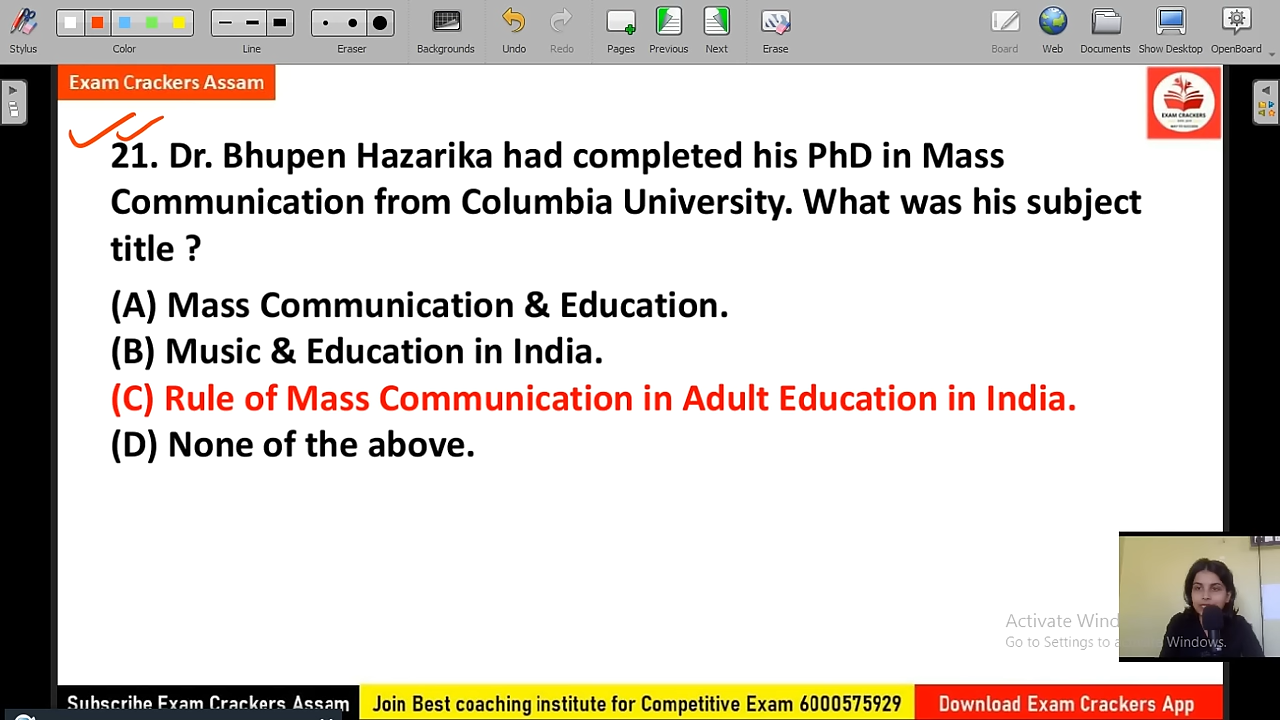 Stylus Color Line Eraser Backgrounds Undo Redo Pages Previous Next Erase Board Web Documents Show Desktop OpenBoard
Exam Crackers Assam
EXAM CRACKERS
21. Dr. Bhupen Hazarika had completed his PhD in Mass
Communication from Columbia University. What was his subject
title ?
(A) Mass Communication & Education.
(B) Music & Education in India.
(C) Rule of Mass Communication in Adult Education in India.
(D) None of the above.
Activate Wind
Go to Settings to a Windows.
Subscribe Exam Crackers Assam Join Best coaching institute for Competitive Exam 6000575929 Download Exam Crackers App